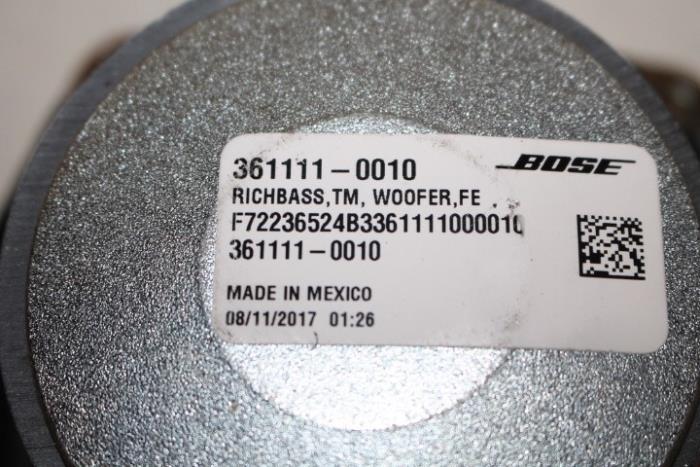 361111-0010 BOSE
RICHBASS,TM, WOOFER,FE
F72236524B3361111000010
361111-0010
MADE IN MEXICO
08/11/2017 01:26